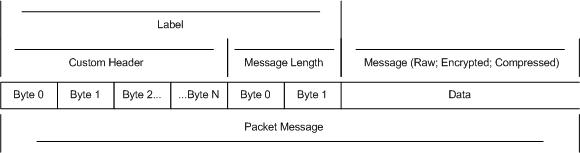 Label
Custom Header Message Length Message (Raw; Encrypted; Compressed)
Byte 0 Byte 1 Byte 2... ...Byte N Byte 0 Byte 1 Data
Packet Message